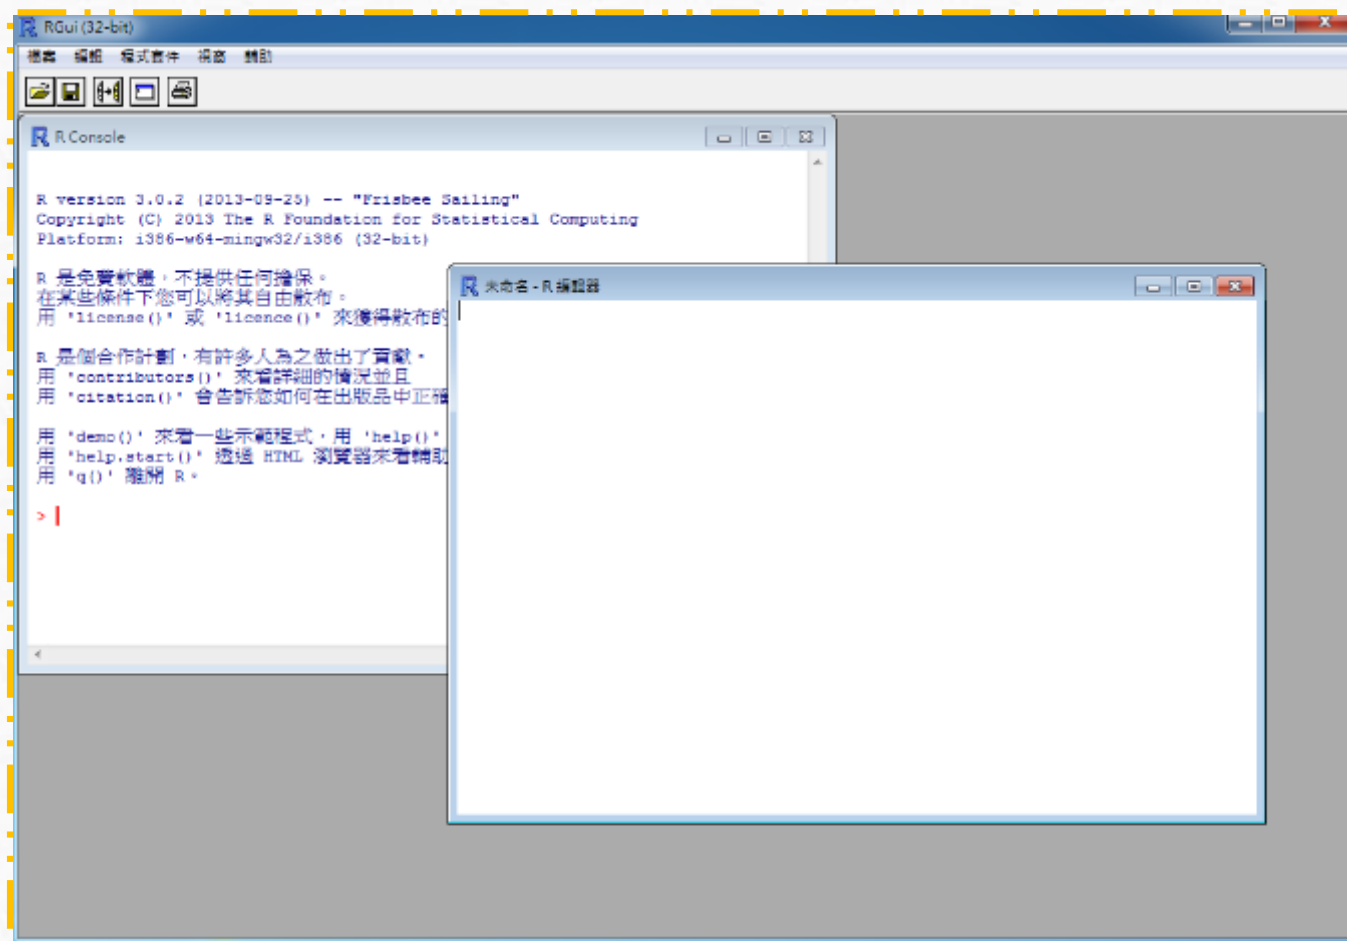 RGui (32-bit)
檔案 編輯 程式套件 視窗 輔助
R Console
R version 3.0.2 (2013-09-25) -- "Frisbee Sailing"
Copyright (C) 2013 The R Foundation for Statistical Computing
Platform: i386-w64-mingw32/i386 (32-bit)
R 是免費軟體，不提供任何擔保。
在某些條件下您可以將其自由散布。
用 'license()' 或 'licence()' 來獲得散布的
R 是個合作計劃，有許多人為之做出了貢獻。
用 'contributors()' 來看詳細的情況並且
用 'citation()' 會告訴您如何在出版品中正確
用 'demo()' 來看一些示範程式，用 'help()'
用 'help.start()' 透過 HTML 瀏覽器來看輔助
用 'q()' 離開 R。
>
未命名 - R 編輯器